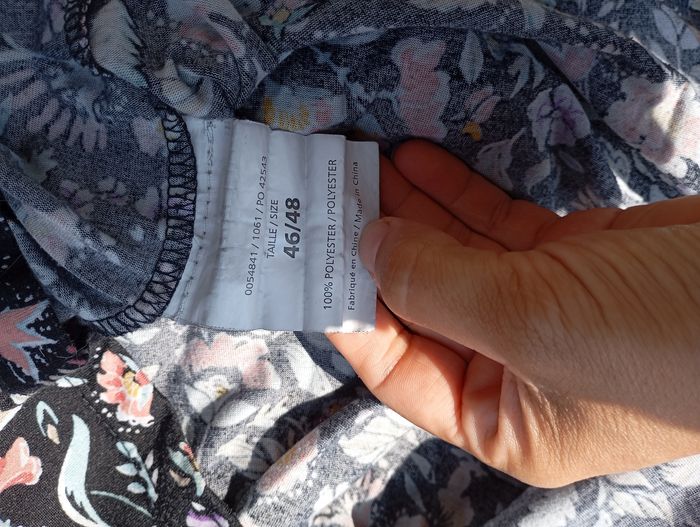 0054841 / 1061 / PO 42543
TAILLE / SIZE
46/48
100% POLYESTER / POLYESTER
Fabriqué en Chine / Made in China